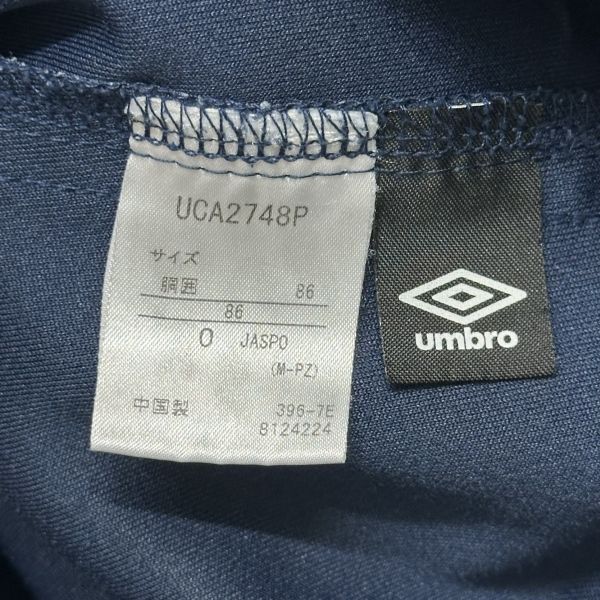 UCA2748P
サイズ
胴囲 86
86
O JASPO
(M-PZ)
中国製 396-7E
8124224
umbro